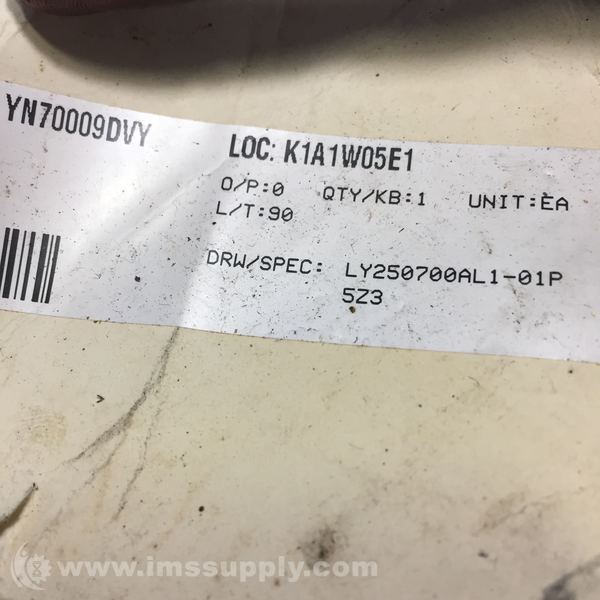 YN70009DVY
LOC: K1A1W05E1
O/P:0 QTY/KB:1 UNIT:EA
L/T:90
DRW/SPEC: LY250700AL1-01P
5Z3
www.imssupply.com